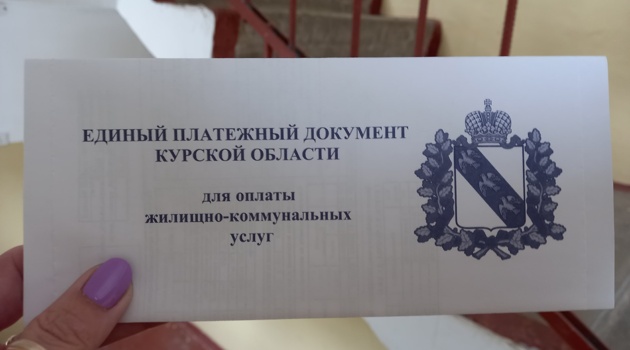 ЕДИНЫЙ ПЛАТЕЖНЫЙ ДОКУМЕНТ
КУРСКОЙ ОБЛАСТИ
для оплаты
жилищно-коммунальных
услуг